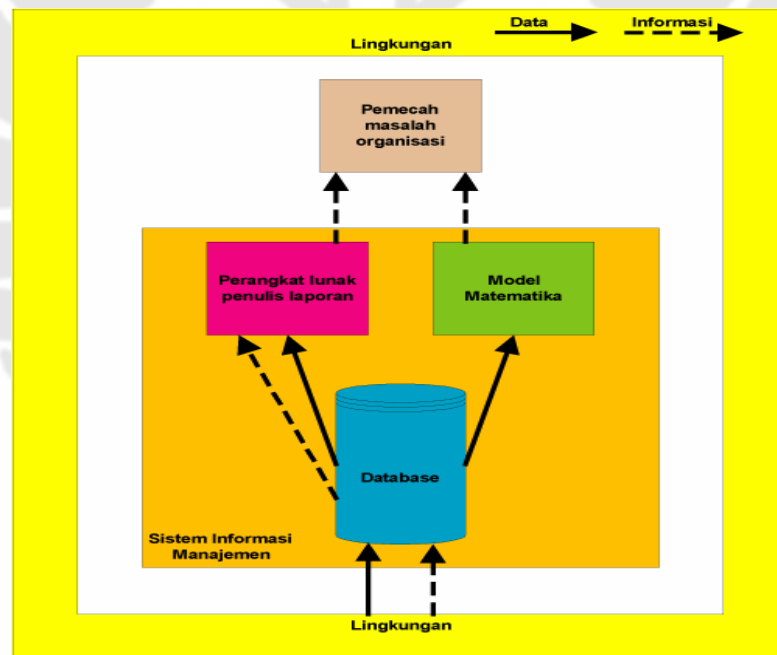 Data
Informasi
Lingkungan
Pemecah
masalah
organisasi
Perangkat lunak
penulis laporan
Model
Matematika
Database
Sistem Informasi
Manajemen
Lingkungan